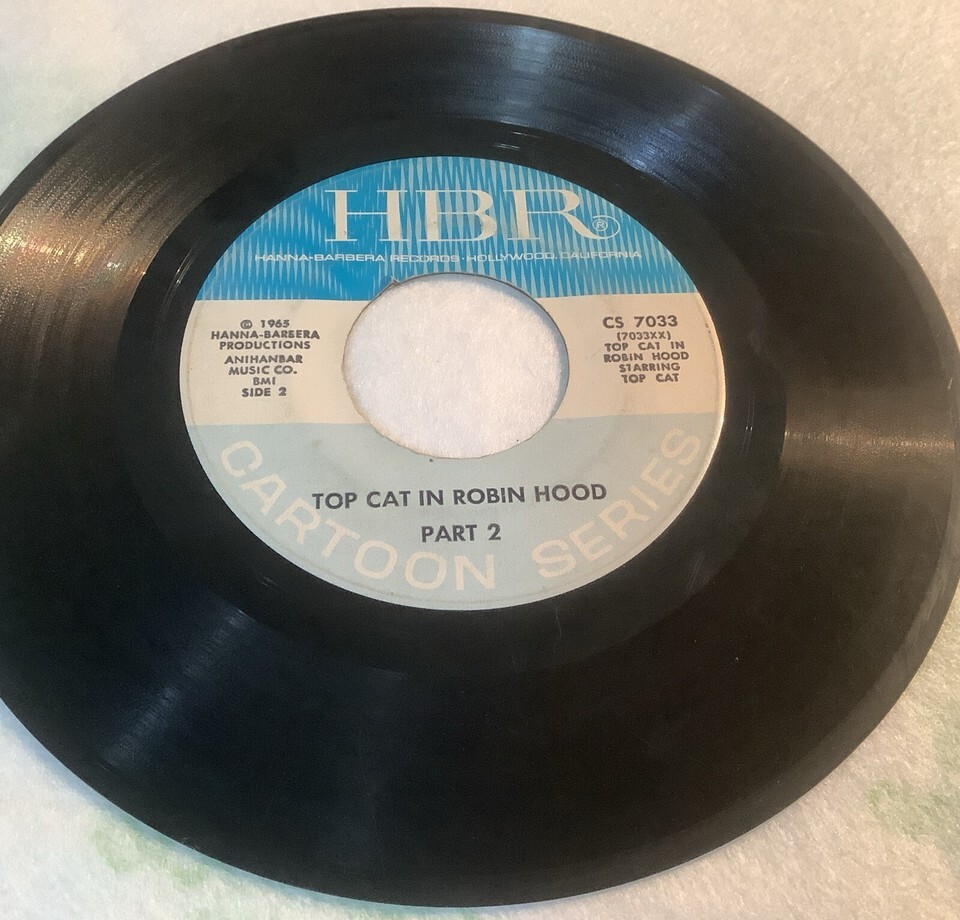 HBR®
HANNA-BARBERA RECORDS · HOLLYWOOD, CALIFORNIA
© 1965
HANNA-BARBERA
PRODUCTIONS
ANIHANBAR
MUSIC CO.
BMI
SIDE 2
CS 7033
(7033XX)
TOP CAT IN
ROBIN HOOD
STARRING
TOP CAT
TOP CAT IN ROBIN HOOD
PART 2
CARTOON SERIES